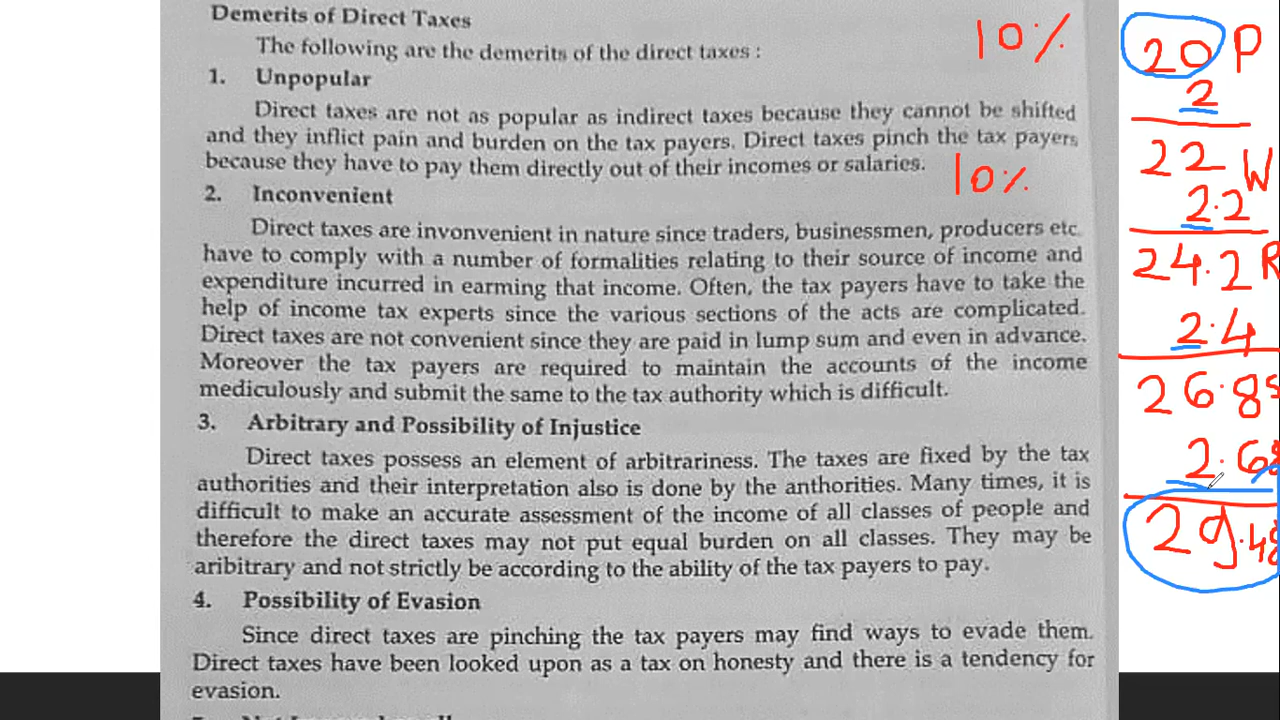 Demerits of Direct Taxes
The following are the demerits of the direct taxes :
1. Unpopular
Direct taxes are not as popular as indirect taxes because they cannot be shifted
and they inflict pain and burden on the tax payers. Direct taxes pinch the tax payers
because they have to pay them directly out of their incomes or salaries.
2. Inconvenient
Direct taxes are invonvenient in nature since traders, businessmen, producers etc.
have to comply with a number of formalities relating to their source of income and
expenditure incurred in earming that income. Often, the tax payers have to take the
help of income tax experts since the various sections of the acts are complicated.
Direct taxes are not convenient since they are paid in lump sum and even in advance.
Moreover the tax payers are required to maintain the accounts of the income
mediculously and submit the same to the tax authority which is difficult.
3. Arbitrary and Possibility of Injustice
Direct taxes possess an element of arbitrariness. The taxes are fixed by the tax
authorities and their interpretation also is done by the anthorities. Many times, it is
difficult to make an accurate assessment of the income of all classes of people and
therefore the direct taxes may not put equal burden on all classes. They may be
aribitrary and not strictly be according to the ability of the tax payers to pay.
4. Possibility of Evasion
Since direct taxes are pinching the tax payers may find ways to evade them.
Direct taxes have been looked upon as a tax on honesty and there is a tendency for
evasion.
10%
10%
20 P
2
22 W
2.2
24.2 R
2.4
26.8
2.6
29.48